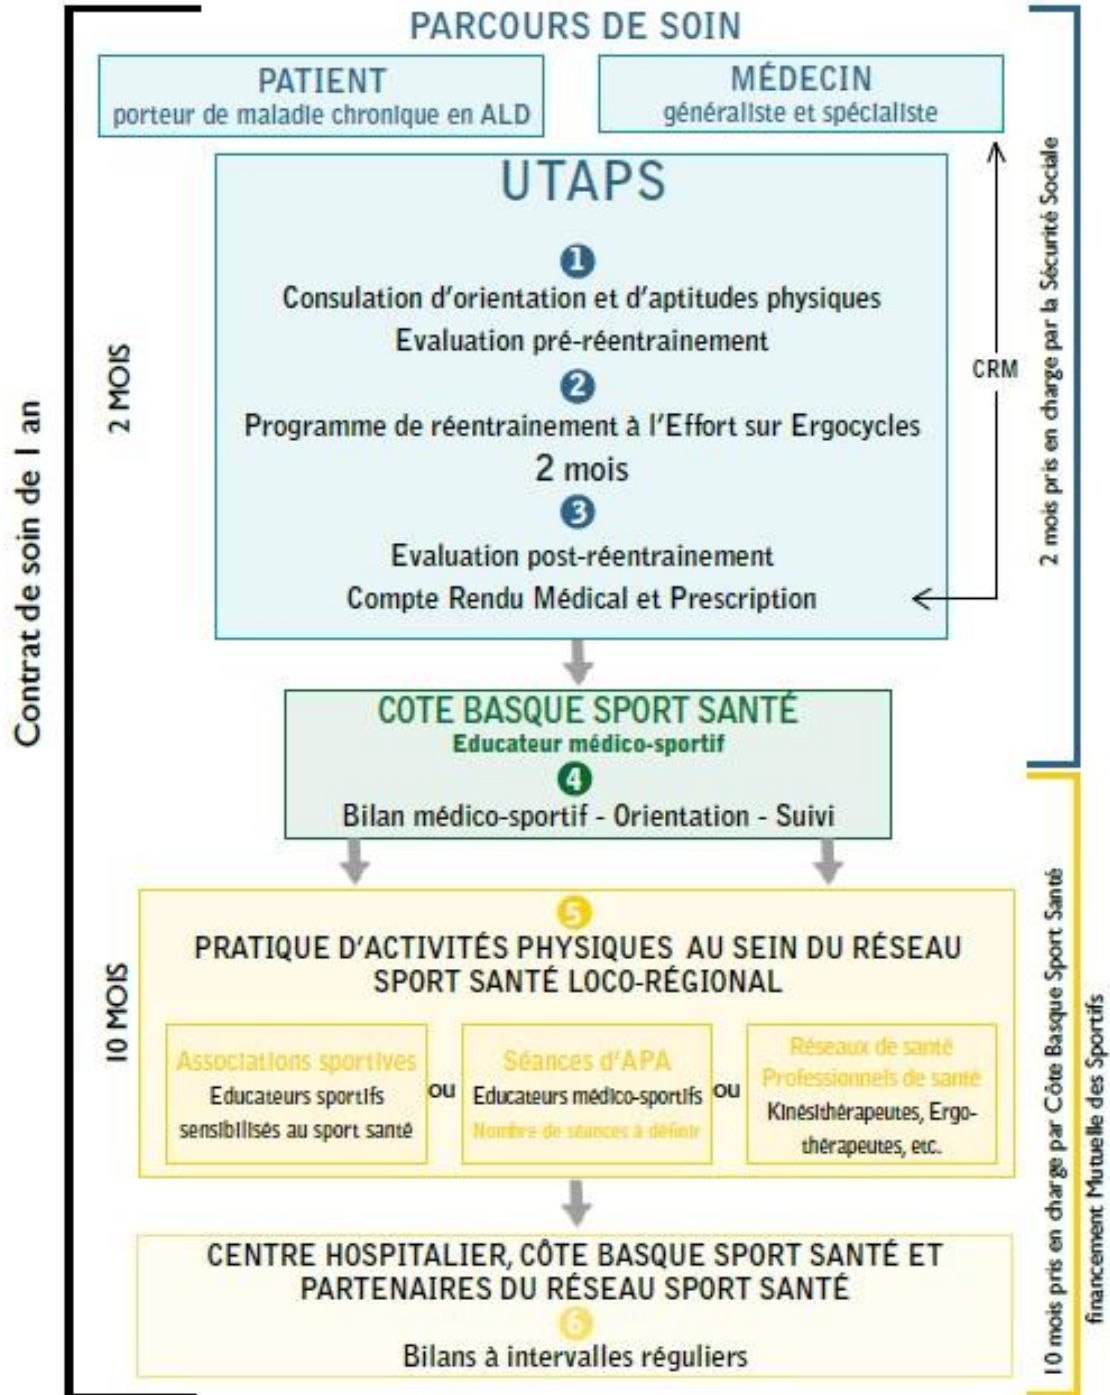 PARCOURS DE SOIN
PATIENT
porteur de maladie chronique en ALD
MÉDECIN
généraliste et spécialiste
UTAPS
1
Consulation d'orientation et d'aptitudes physiques
Evaluation pré-réentrainement
2
Programme de réentrainement à l'Effort sur Ergocycles
2 mois
3
Evaluation post-réentrainement
Compte Rendu Médical et Prescription
CRM
2 MOIS
Contrat de soin de 1 an
2 mois pris en charge par la Sécurité Sociale
COTE BASQUE SPORT SANTÉ
Educateur médico-sportif
4
Bilan médico-sportif - Orientation - Suivi
5
PRATIQUE D'ACTIVITÉS PHYSIQUES AU SEIN DU RÉSEAU
SPORT SANTÉ LOCO-RÉGIONAL
Associations sportives
Educateurs sportifs
sensibilisés au sport santé
ou
Séances d'APA
Educateurs médico-sportifs
Nombre de séances à définir
ou
Réseaux de santé
Professionnels de santé
Kinésithérapeutes, Ergo-
thérapeutes, etc.
10 MOIS
10 mois pris en charge par Côte Basque Sport Santé
financement Mutuelle des Sportifs
CENTRE HOSPITALIER, CÔTE BASQUE SPORT SANTÉ ET
PARTENAIRES DU RÉSEAU SPORT SANTÉ
6
Bilans à intervalles réguliers